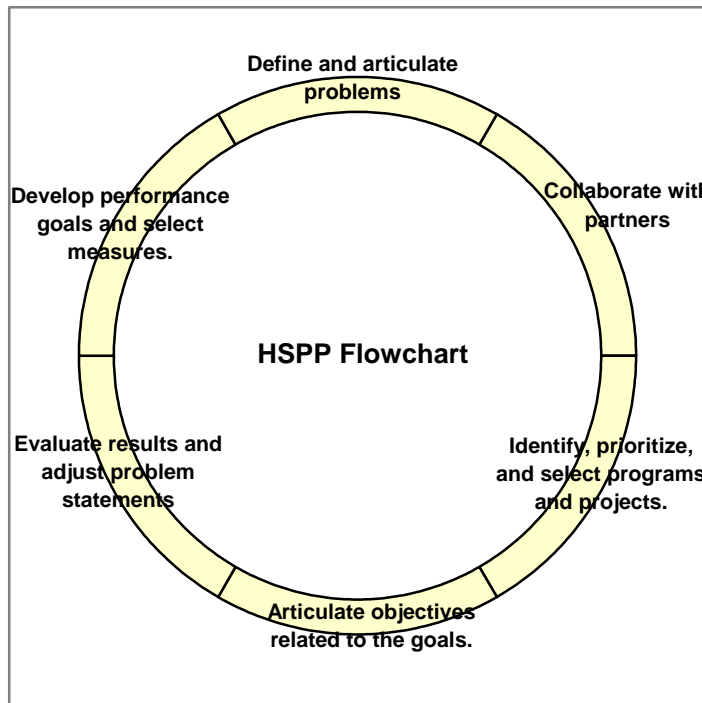 Define and articulate
problems
Collaborate with
partners
Develop performance
goals and select
measures.
HSPP Flowchart
Identify, prioritize,
and select programs
and projects.
Evaluate results and
adjust problem
statements
Articulate objectives
related to the goals.